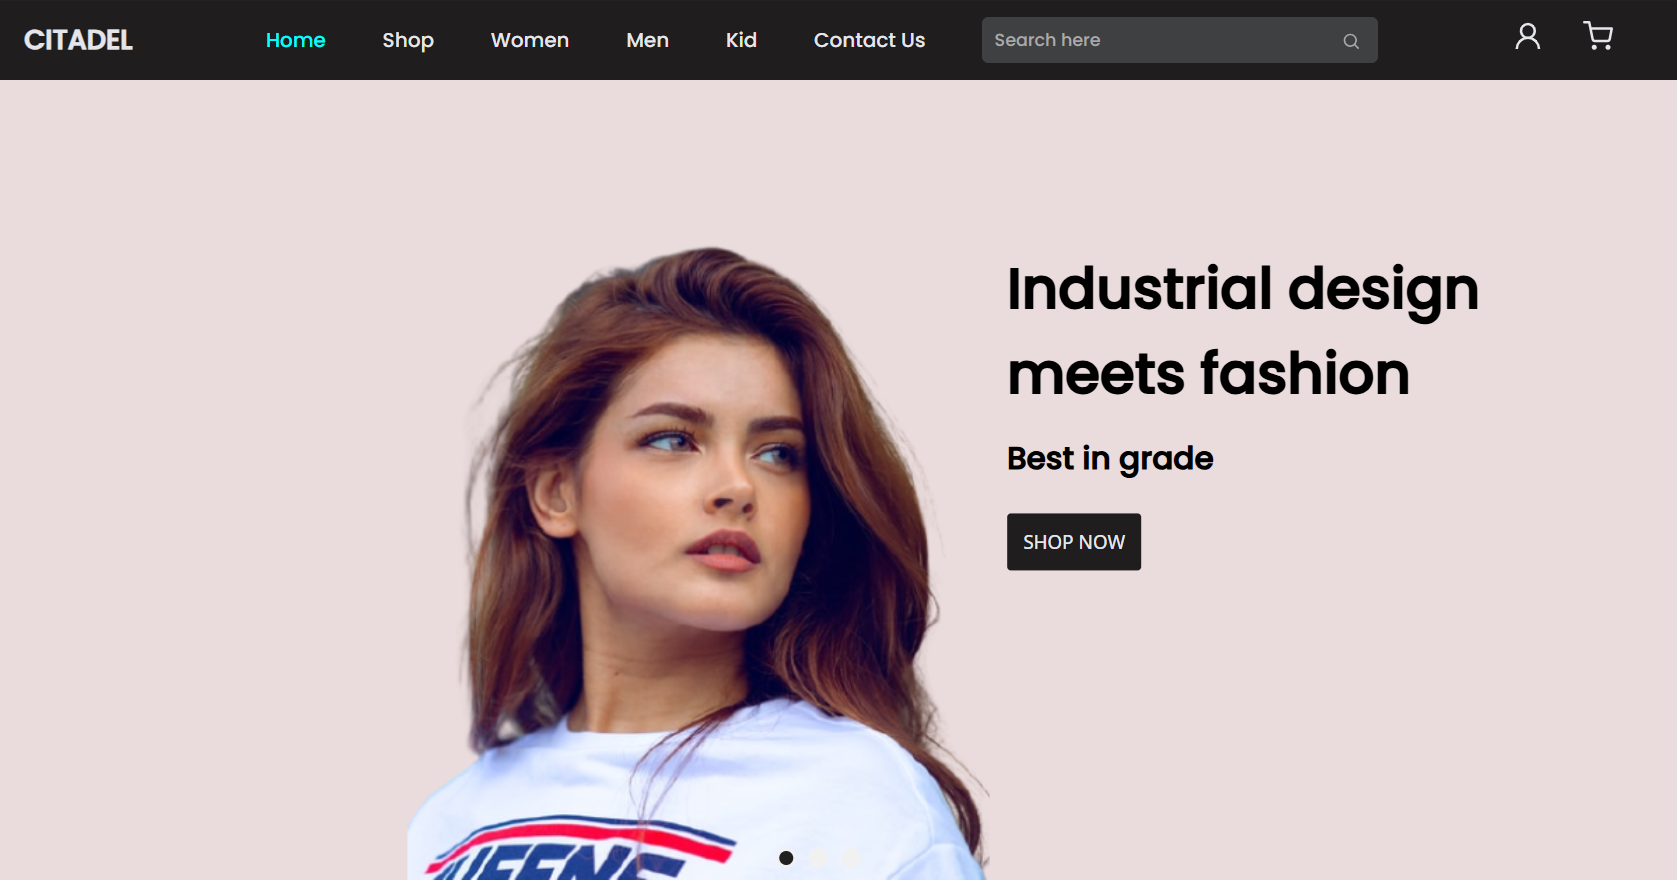 CITADEL
Home
Shop
Women
Men
Kid
Contact Us
Search here
Industrial design
meets fashion
Best in grade
SHOP NOW